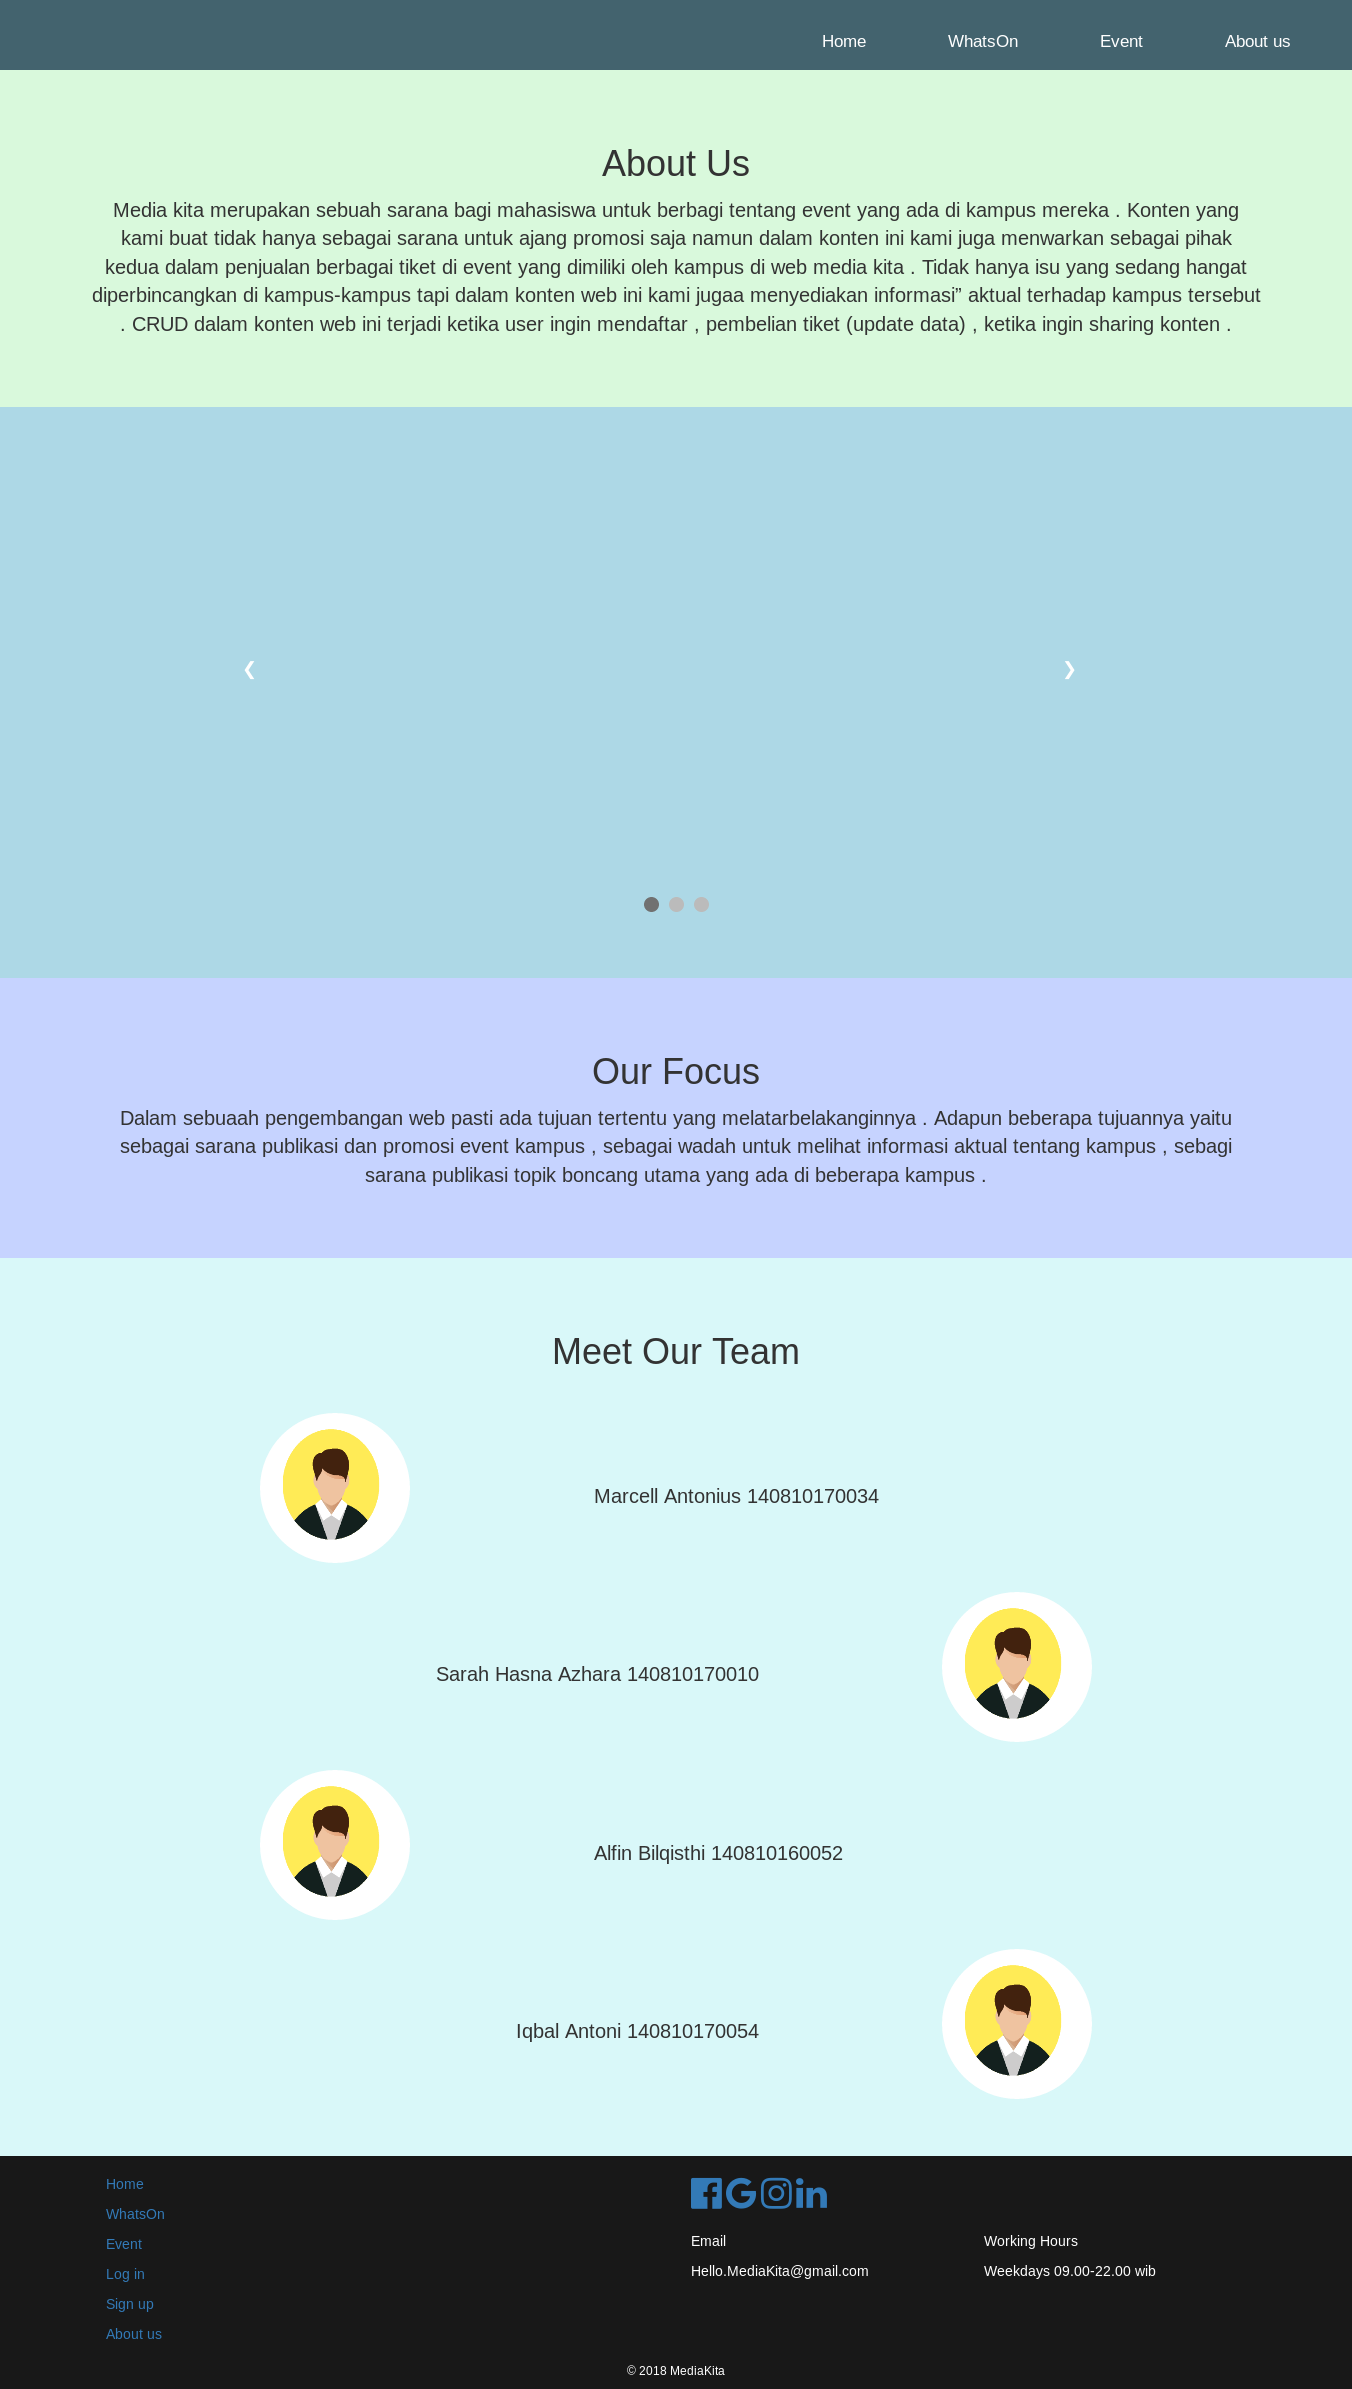 Home WhatsOn Event About us
About Us
Media kita merupakan sebuah sarana bagi mahasiswa untuk berbagi tentang event yang ada di kampus mereka . Konten yang
kami buat tidak hanya sebagai sarana untuk ajang promosi saja namun dalam konten ini kami juga menwarkan sebagai pihak
kedua dalam penjualan berbagai tiket di event yang dimiliki oleh kampus di web media kita . Tidak hanya isu yang sedang hangat
diperbincangkan di kampus-kampus tapi dalam konten web ini kami jugaa menyediakan informasi” aktual terhadap kampus tersebut
. CRUD dalam konten web ini terjadi ketika user ingin mendaftar , pembelian tiket (update data) , ketika ingin sharing konten .
❮ ❯
Our Focus
Dalam sebuaah pengembangan web pasti ada tujuan tertentu yang melatarbelakanginnya . Adapun beberapa tujuannya yaitu
sebagai sarana publikasi dan promosi event kampus , sebagai wadah untuk melihat informasi aktual tentang kampus , sebagi
sarana publikasi topik boncang utama yang ada di beberapa kampus .
Meet Our Team
Marcell Antonius 140810170034
Sarah Hasna Azhara 140810170010
Alfin Bilqisthi 140810160052
Iqbal Antoni 140810170054
Home
WhatsOn
Event
Log in
Sign up
About us
Email
Hello.MediaKita@gmail.com
Working Hours
Weekdays 09.00-22.00 wib
© 2018 MediaKita